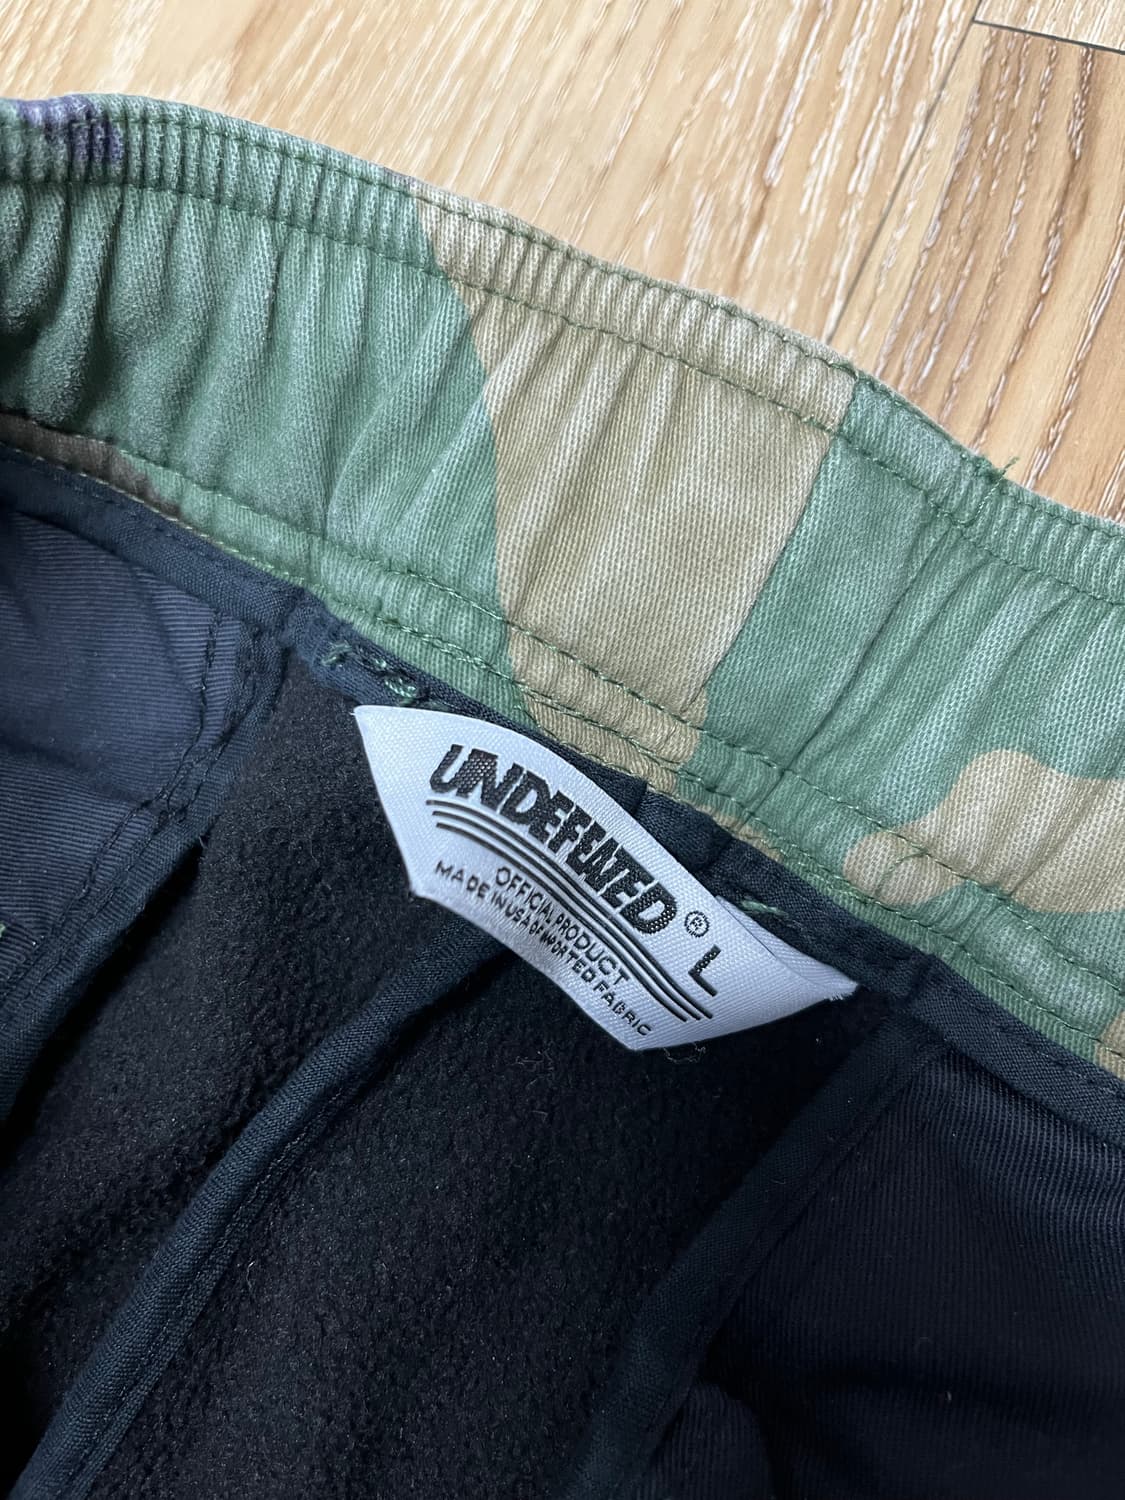 UNDEFEATED®
L
OFFICIAL PRODUCT
MADE IN USA OF IMPORTED FABRIC